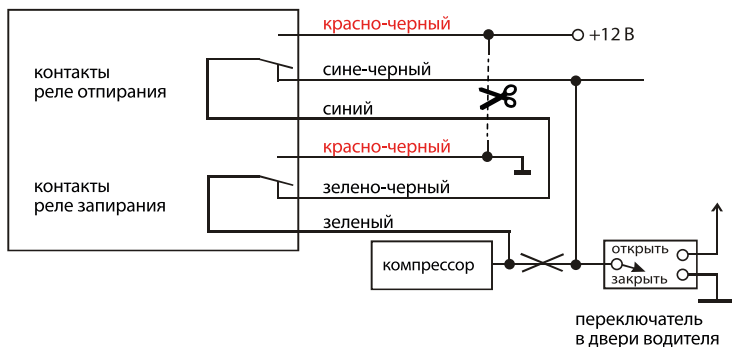 красно-черный
+12 В
контакты
реле отпирания
сине-черный
синий
красно-черный
контакты
реле запирания
зелено-черный
зеленый
компрессор
открыть
закрыть
переключатель
в двери водителя